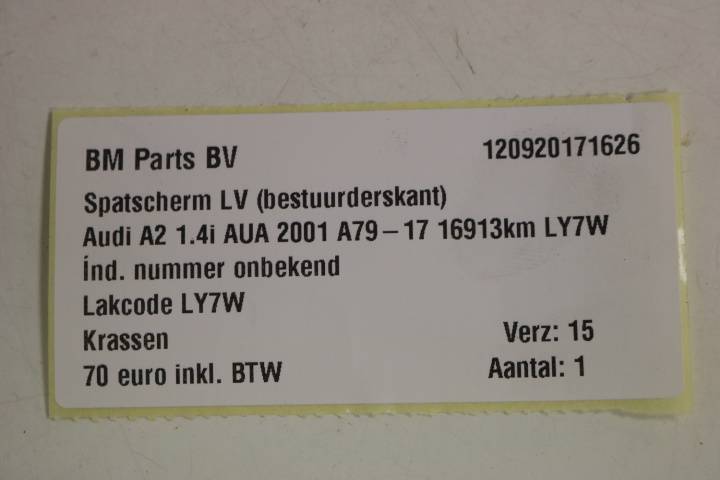 BM Parts BV 120920171626
Spatscherm LV (bestuurderskant)
Audi A2 1.4i AUA 2001 A79-17 16913km LY7W
İnd. nummer onbekend
Lakcode LY7W
Krassen Verz: 15
70 euro inkl. BTW Aantal: 1